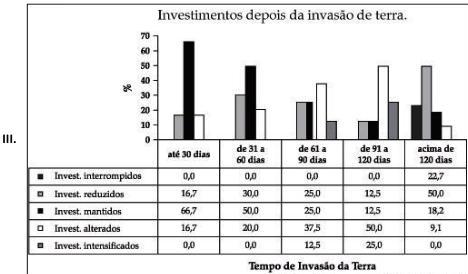 Investimentos depois da invasão de terra.
70
60
50
40
30
20
10
0
%
III.
até 30 dias de 31 a 60 dias de 61 a 90 dias de 91 a 120 dias acima de 120 dias
Invest. interrompidos 0,0 0,0 0,0 0,0 22,7
Invest. reduzidos 16,7 30,0 25,0 12,5 50,0
Invest. mantidos 66,7 50,0 25,0 12,5 18,2
Invest. alterados 16,7 20,0 37,5 50,0 9,1
Invest. intensificados 0,0 0,0 12,5 25,0 0,0
Tempo de Invasão da Terra